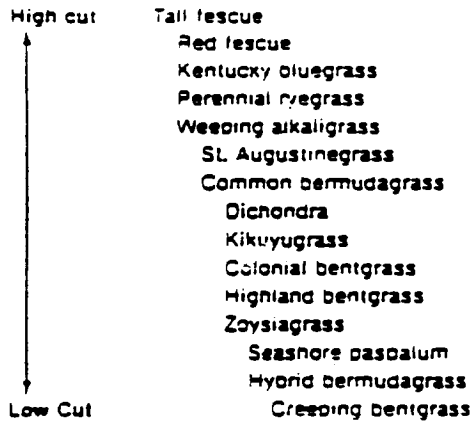 High cut Tall fescue
Red fescue
Kentucky bluegrass
Perennial ryegrass
Weeping alkaligrass
St. Augustinegrass
Common bermudagrass
Dichondra
Kikuyugrass
Colonial bentgrass
Highland bentgrass
Zoysiagrass
Seashore paspalum
Hybrid bermudagrass
Low Cut Creeping bentgrass